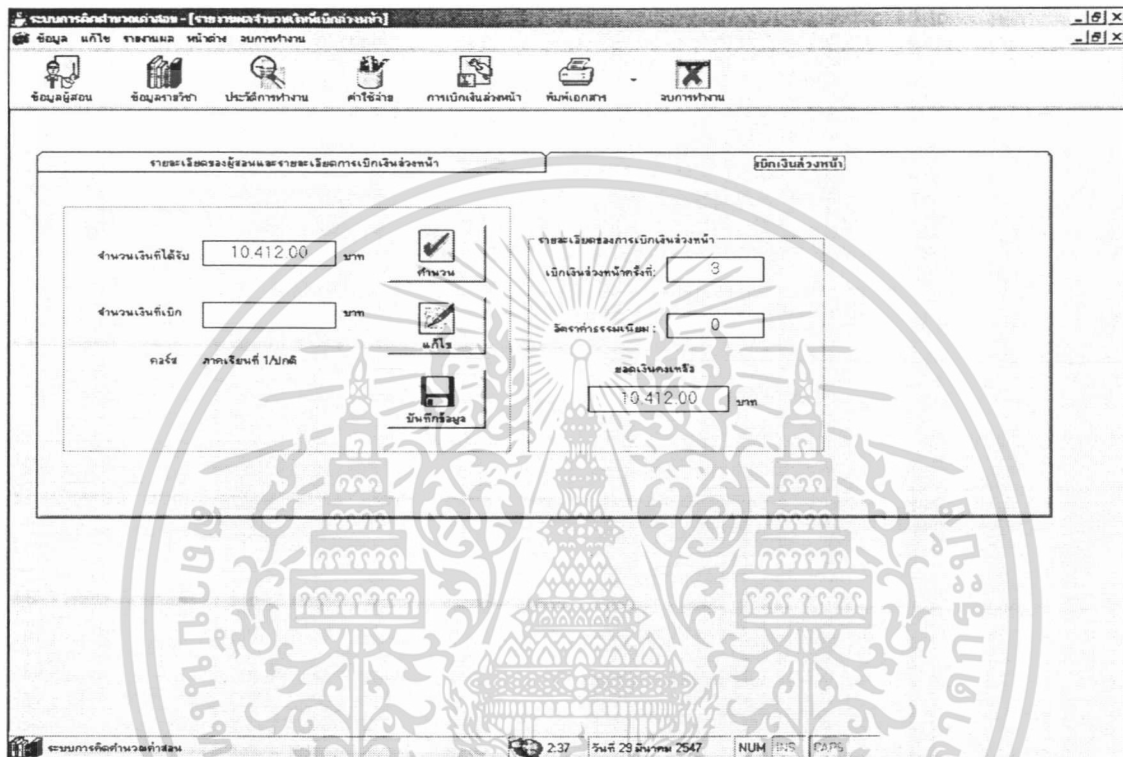 ระบบการคิดคำนวณค่าสอน - [รายงานผลจำนวนเงินที่เบิกล่วงหน้า]
ข้อมูล แก้ไข รายงานผล หน้าต่าง จบการทำงาน
ข้อมูลผู้สอน ข้อมูลรายวิชา ประวัติการทำงาน ค่าใช้จ่าย การเบิกเงินล่วงหน้า พิมพ์เอกสาร จบการทำงาน
รายละเอียดของผู้สอนและรายละเอียดการเบิกเงินล่วงหน้า เบิกเงินล่วงหน้า
จำนวนเงินที่ได้รับ 10,412.00 บาท
คำนวน
จำนวนเงินที่เบิก บาท
แก้ไข
คอร์ส ภาคเรียนที่ 1/ปกติ
บันทึกข้อมูล
รายละเอียดของการเบิกเงินล่วงหน้า
เบิกเงินล่วงหน้าครั้งที่: 3
อัตราค่าธรรมเนียม : 0
ยอดเงินคงเหลือ
10,412.00 บาท
ระบบการคิดคำนวณค่าสอน 2:37 วันที่ 29 มีนาคม 2547 NUM INS CAPS